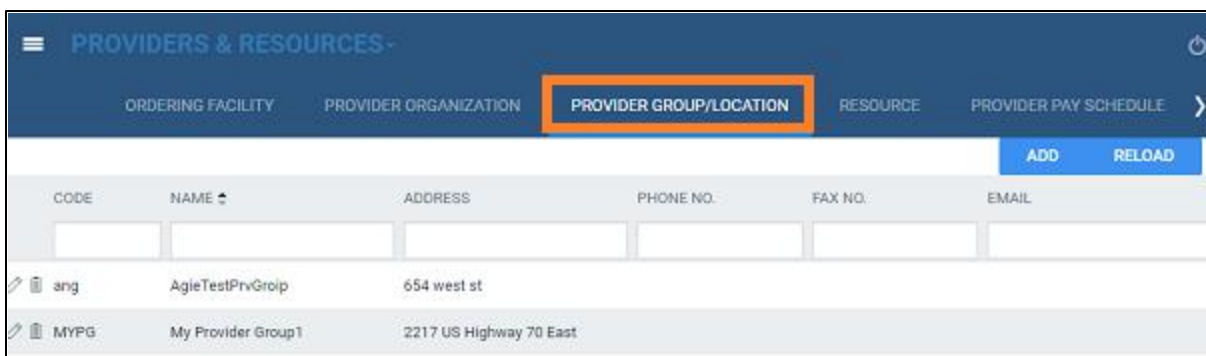 PROVIDERS & RESOURCES
ORDERING FACILITY PROVIDER ORGANIZATION PROVIDER GROUP/LOCATION RESOURCE PROVIDER PAY SCHEDULE
ADD RELOAD
CODE NAME ADDRESS PHONE NO. FAX NO. EMAIL
ang AgieTestPrvGroip 654 west st
MYPG My Provider Group1 2217 US Highway 70 East